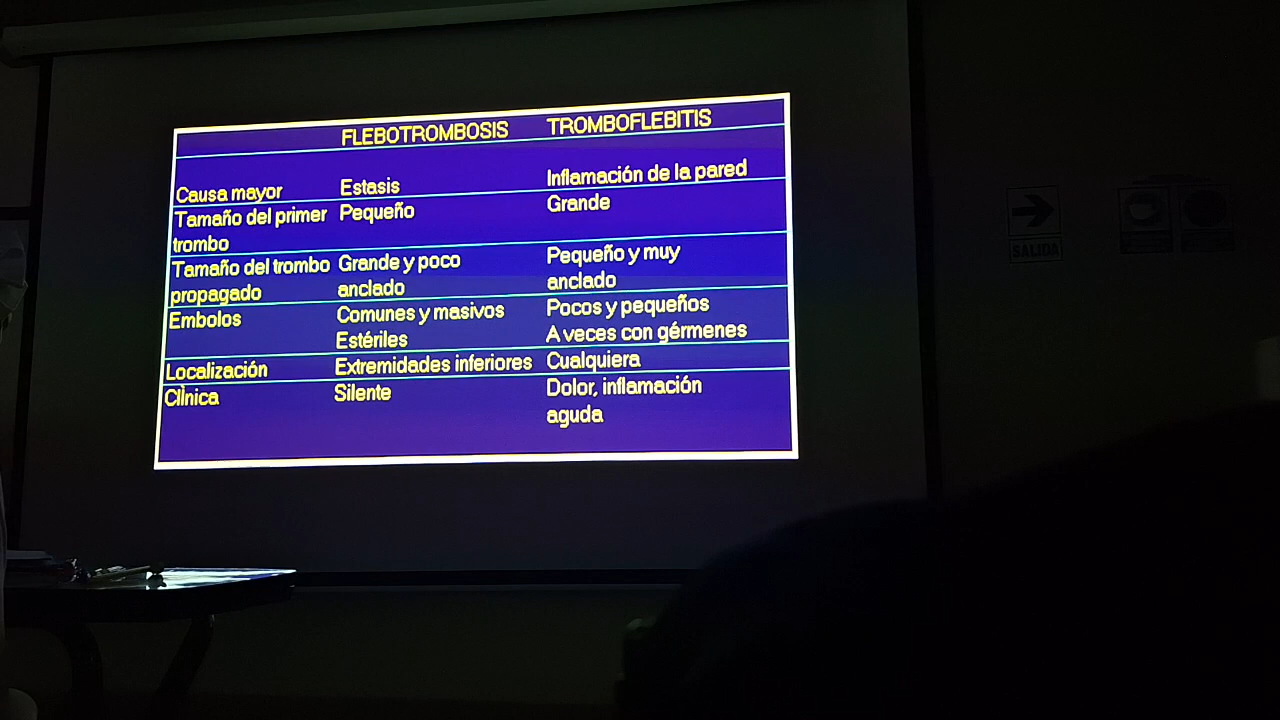 FLEBOTROMBOSIS TROMBOFLEBITIS
Causa mayor Estasis Inflamación de la pared
Tamaño del primer Pequeño Grande
trombo
Tamaño del trombo Grande y poco Pequeño y muy
propagado anclado anclado
Embolos Comunes y masivos Pocos y pequeños
Estériles A veces con gérmenes
Localización Extremidades inferiores Cualquiera
Clìnica Silente Dolor, inflamación
aguda
SALIDA